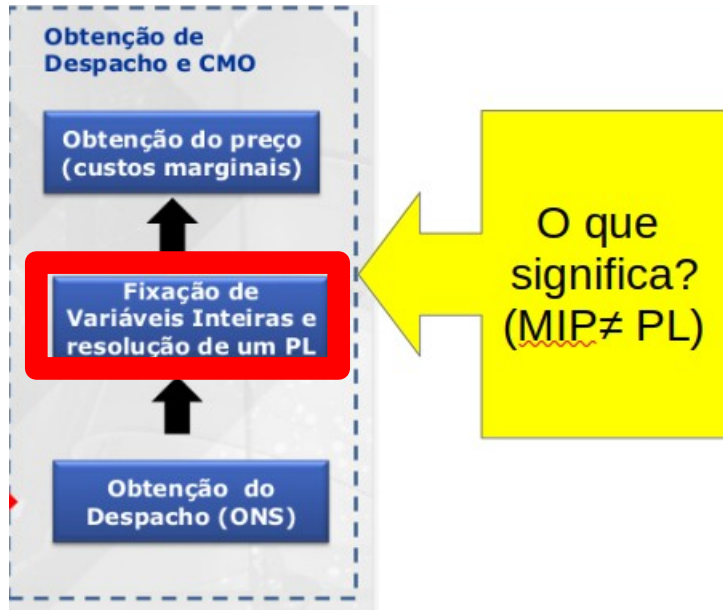 Obtenção de
Despacho e CMO
Obtenção do preço
(custos marginais)
Fixação de
Variáveis Inteiras e
resolução de um PL
Obtenção do
Despacho (ONS)
O que
significa?
(MIP≠ PL)